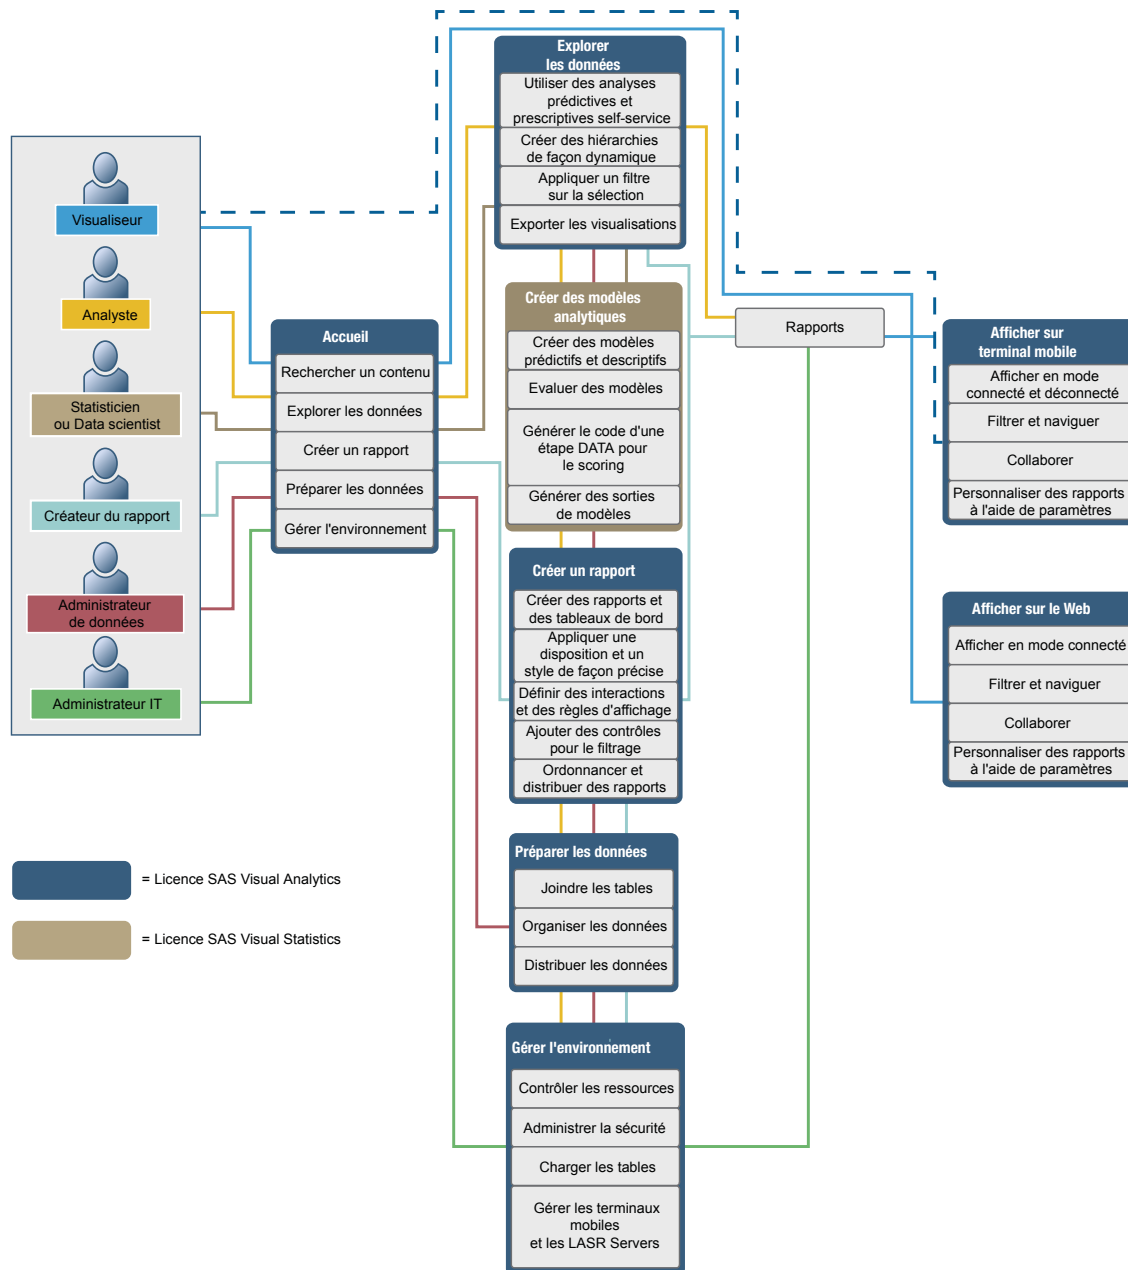 Visualiseur
Analyste
Statisticien
ou Data scientist
Créateur du rapport
Administrateur
de données
Administrateur IT
Accueil
Rechercher un contenu
Explorer les données
Créer un rapport
Préparer les données
Gérer l'environnement
Explorer
les données
Utiliser des analyses
prédictives et
prescriptives self-service
Créer des hiérarchies
de façon dynamique
Appliquer un filtre
sur la sélection
Exporter les visualisations
Créer des modèles
analytiques
Créer des modèles
prédictifs et descriptifs
Evaluer des modèles
Générer le code d'une
étape DATA pour
le scoring
Générer des sorties
de modèles
Créer un rapport
Créer des rapports et
des tableaux de bord
Appliquer une
disposition et un
style de façon précise
Définir des interactions
et des règles d'affichage
Ajouter des contrôles
pour le filtrage
Ordonnancer et
distribuer des rapports
Préparer les données
Joindre les tables
Organiser les données
Distribuer les données
Gérer l'environnement
Contrôler les ressources
Administrer la sécurité
Charger les tables
Gérer les terminaux
mobiles
et les LASR Servers
Rapports
Afficher sur
terminal mobile
Afficher en mode
connecté et déconnecté
Filtrer et naviguer
Collaborer
Personnaliser des rapports
à l'aide de paramètres
Afficher sur le Web
Afficher en mode connecté
Filtrer et naviguer
Collaborer
Personnaliser des rapports
à l'aide de paramètres
= Licence SAS Visual Analytics
= Licence SAS Visual Statistics